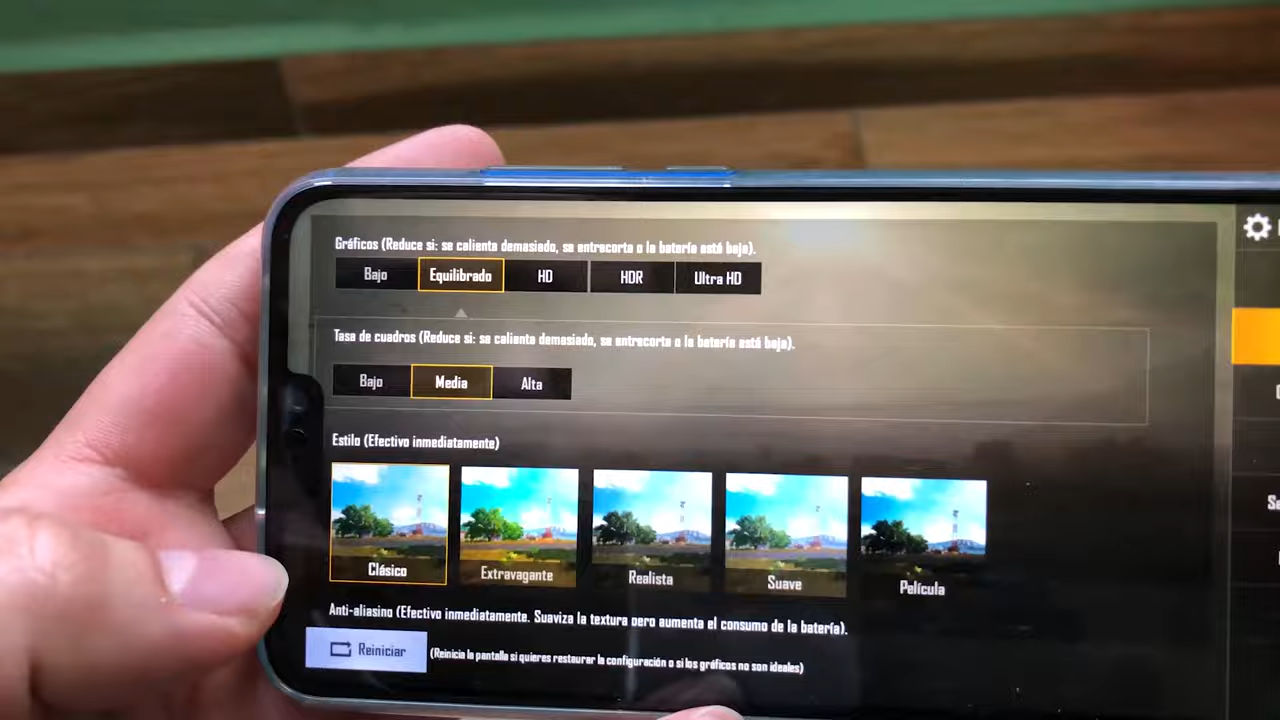 Gráficos (Reduce si: se calienta demasiado, se entrecorta o la batería está baja).
Bajo Equilibrado HD HDR Ultra HD
Tasa de cuadros (Reduce si: se calienta demasiado, se entrecorta o la batería está baja).
Bajo Media Alta
Estilo (Efectivo inmediatamente)
Clásico Extravagante Realista Suave Película
Anti-aliasing (Efectivo inmediatamente. Suaviza la textura pero aumenta el consumo de la batería).
Reiniciar (Reinicia la pantalla si quieres restaurar la configuración o si los gráficos no son ideales)